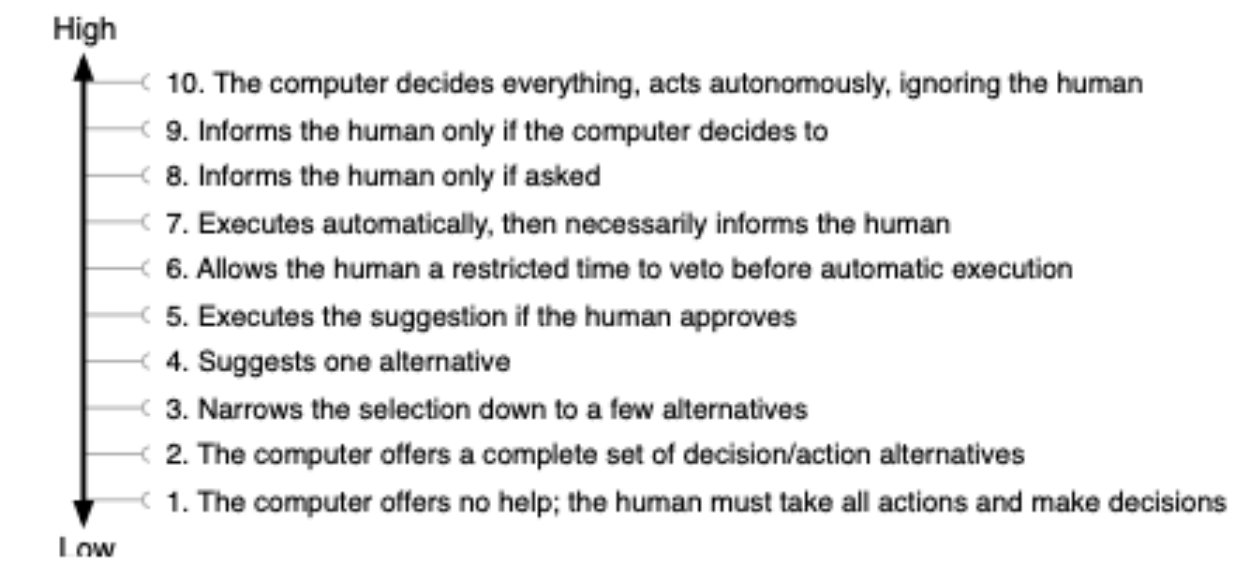 High
10. The computer decides everything, acts autonomously, ignoring the human
9. Informs the human only if the computer decides to
8. Informs the human only if asked
7. Executes automatically, then necessarily informs the human
6. Allows the human a restricted time to veto before automatic execution
5. Executes the suggestion if the human approves
4. Suggests one alternative
3. Narrows the selection down to a few alternatives
2. The computer offers a complete set of decision/action alternatives
1. The computer offers no help; the human must take all actions and make decisions
Low